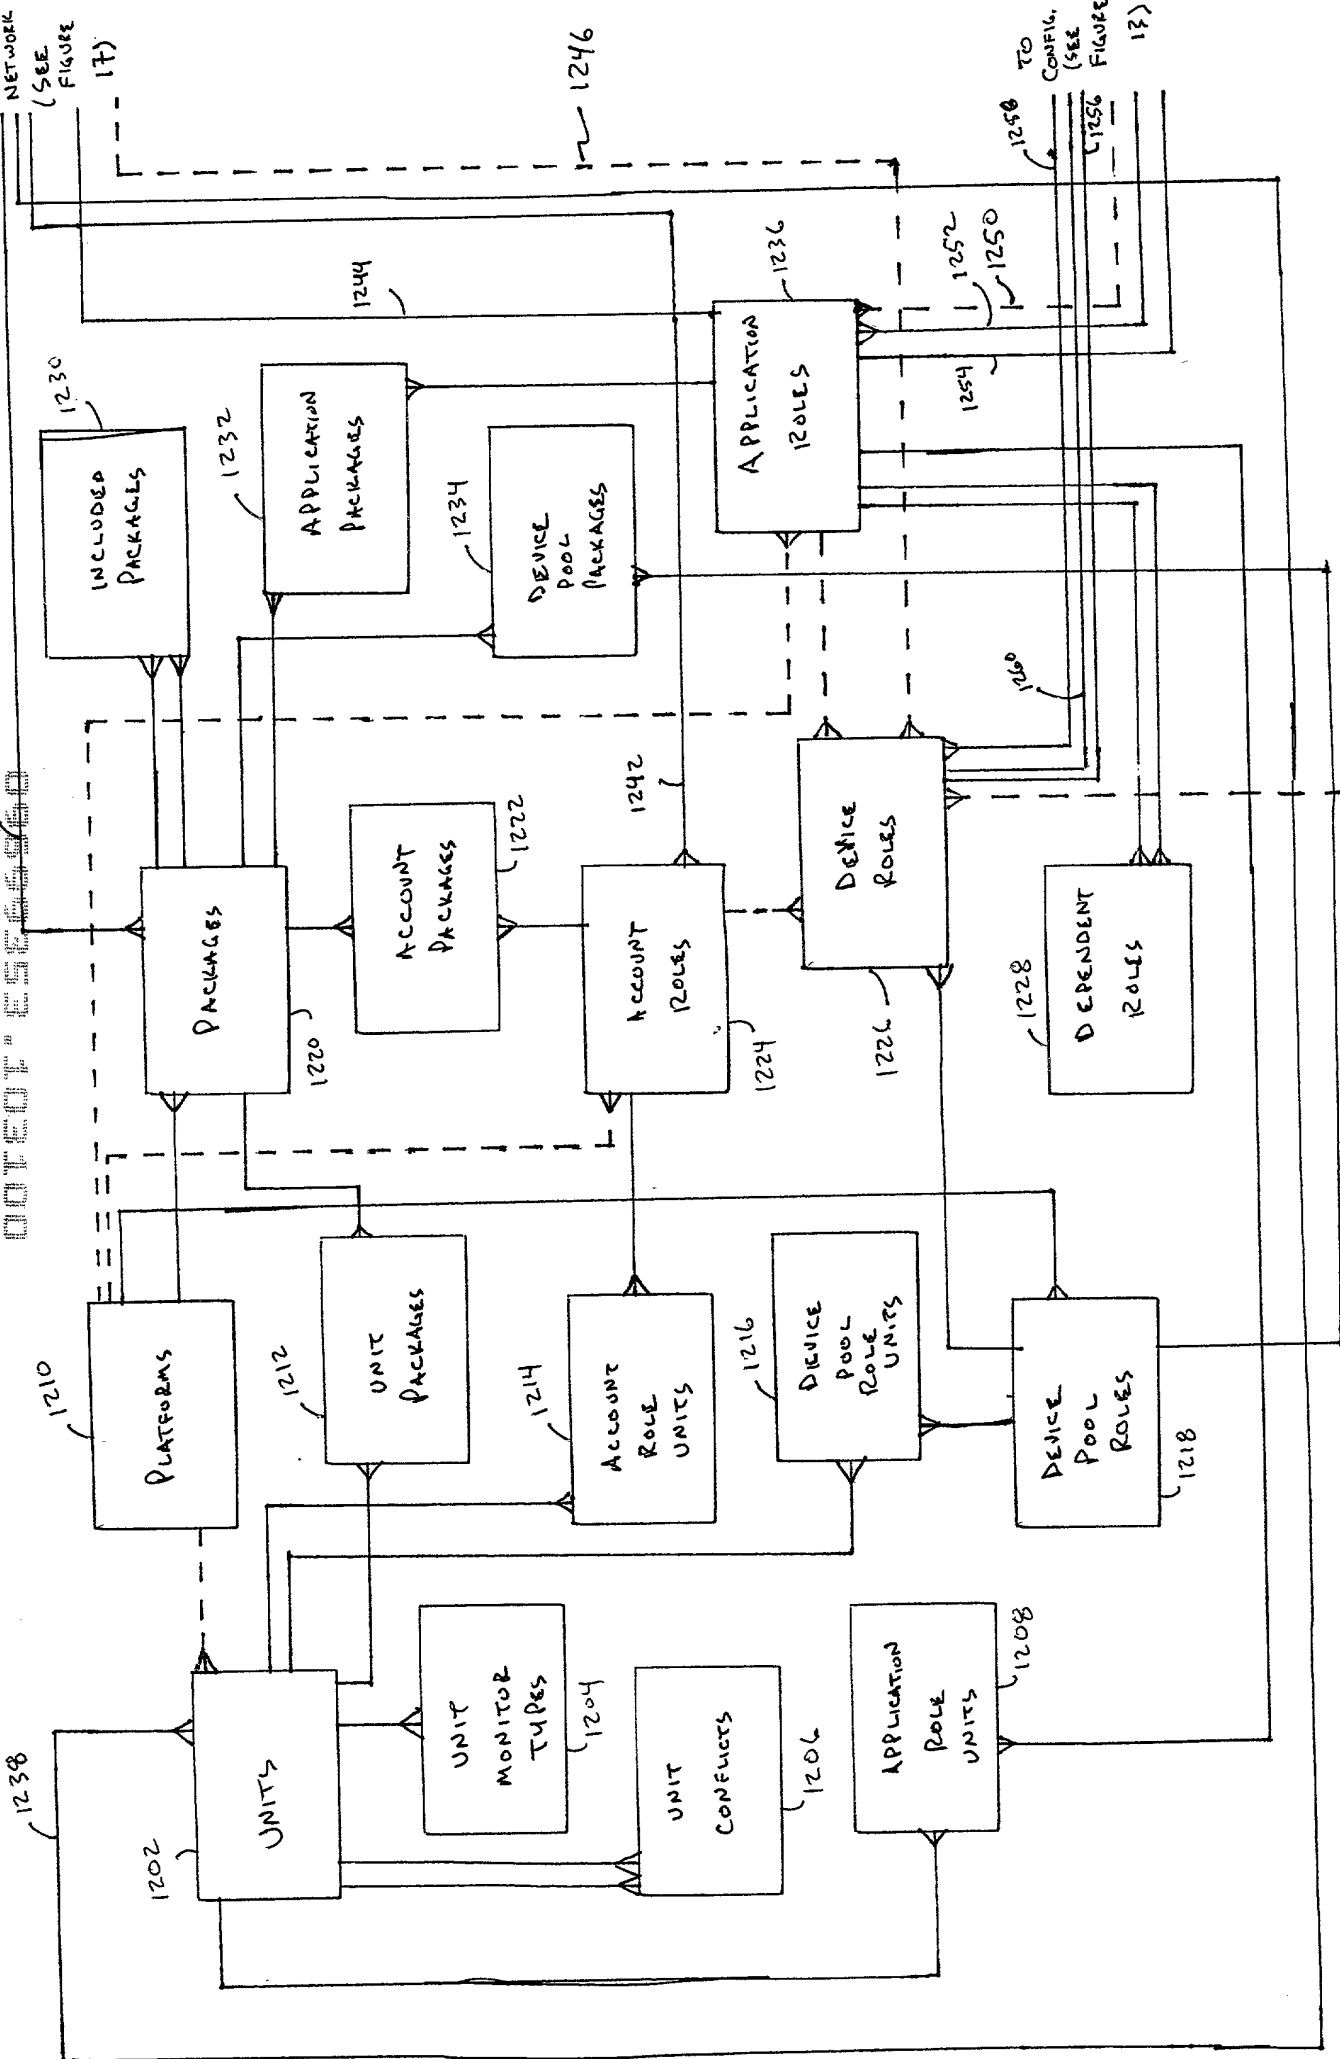 1238
1202
UNITS
UNIT
MONITOR
TYPES
1204
UNIT
CONFLICTS
1206
APPLICATION
ROLE
UNITS
1208
1210
PLATFORMS
1212
UNIT
PACKAGES
1214
ACCOUNT
ROLE
UNITS
1216
DEVICE
POOL
ROLE
UNITS
DEVICE
POOL
ROLES
1218
PACKAGES
1220
ACCOUNT
PACKAGES
1222
ACCOUNT
ROLES
1224
DEVICE
ROLES
1226
1228
DEPENDENT
ROLES
1230
INCLUDED
PACKAGES
1232
APPLICATION
PACKAGES
1234
DEVICE
POOL
PACKAGES
1236
APPLICATION
ROLES
1242
1244
1246
1252
1250
1254
1258
1256
1260
NETWORK
(SEE
FIGURE
17)
TO
CONFIG.
(SEE
FIGURE
13)